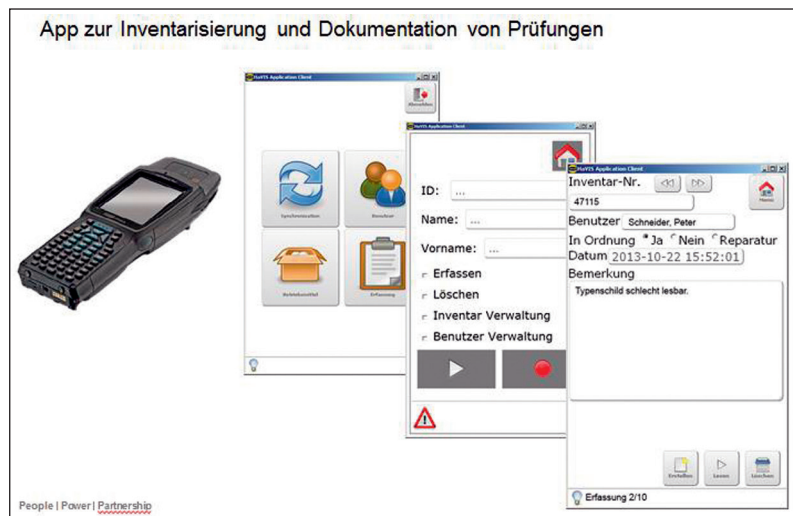 App zur Inventarisierung und Dokumentation von Prüfungen
HaVIS Application Client
Abmelden
Synchronisation
Benutzer
Betriebsmittel
Erfassung
HaVIS Application Client
ID: ...
Name: ...
Vorname: ...
Erfassen
Löschen
Inventar Verwaltung
Benutzer Verwaltung
HaVIS Application Client
Inventar-Nr.
Menü
47115
Benutzer Schneider, Peter
In Ordnung Ja Nein Reparatur
Datum 2013-10-22 15:52:01
Bemerkung
Typenschild schlecht lesbar.
Erstellen
Lesen
Löschen
Erfassung 2/10
People | Power | Partnership